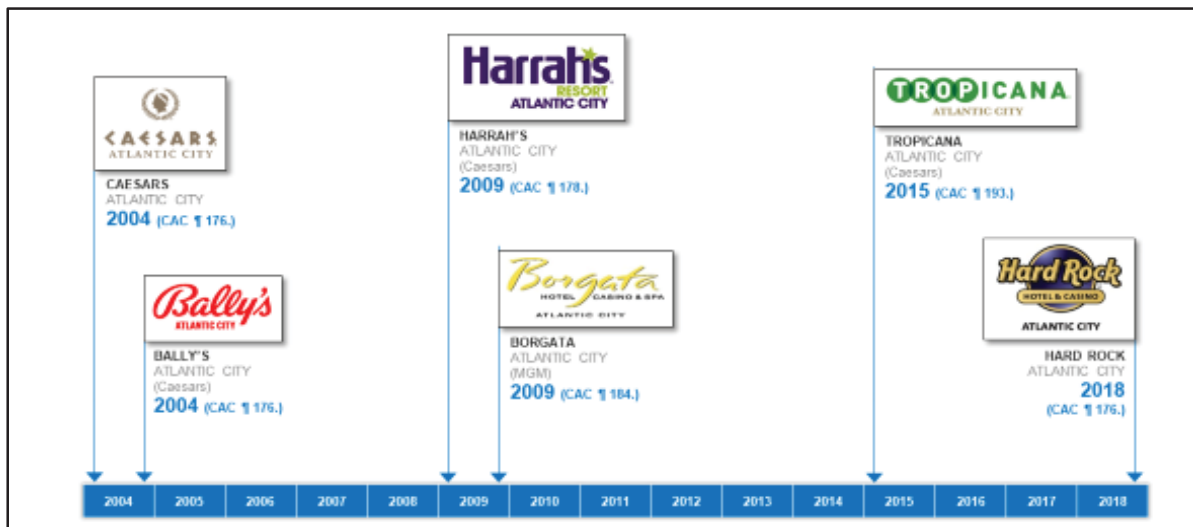 CAESARS
ATLANTIC CITY
CAESARS
ATLANTIC CITY
2004 (CAC ¶ 176.)
Bally's
ATLANTIC CITY
BALLY'S
ATLANTIC CITY
(Caesars)
2004 (CAC ¶ 176.)
Harrah's
RESORT
ATLANTIC CITY
HARRAH'S
ATLANTIC CITY
(Caesars)
2009 (CAC ¶ 178.)
Borgata
HOTEL CASINO & SPA
ATLANTIC CITY
BORGATA
ATLANTIC CITY
(MGM)
2009 (CAC ¶ 184.)
TROPICANA
ATLANTIC CITY
TROPICANA
ATLANTIC CITY
(Caesars)
2015 (CAC ¶ 193.)
Hard Rock
HOTEL & CASINO
ATLANTIC CITY
HARD ROCK
ATLANTIC CITY
2018
(CAC ¶ 176.)
2004 2005 2006 2007 2008 2009 2010 2011 2012 2013 2014 2015 2016 2017 2018